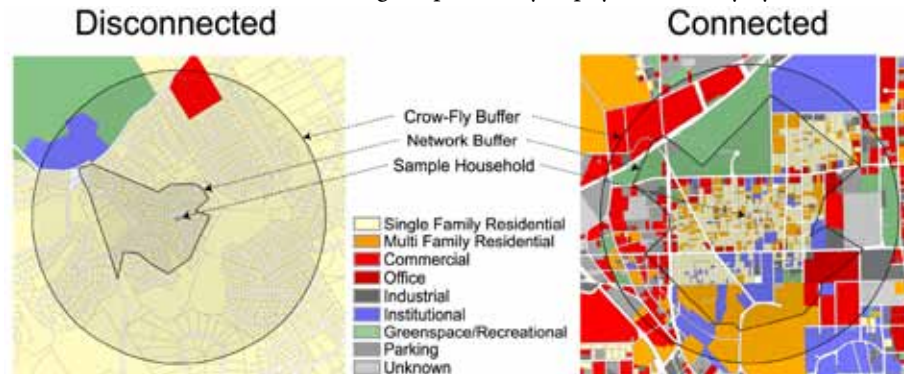 Disconnected
Connected
Crow-Fly Buffer
Network Buffer
Sample Household
Single Family Residential
Multi Family Residential
Commercial
Office
Industrial
Institutional
Greenspace/Recreational
Parking
Unknown